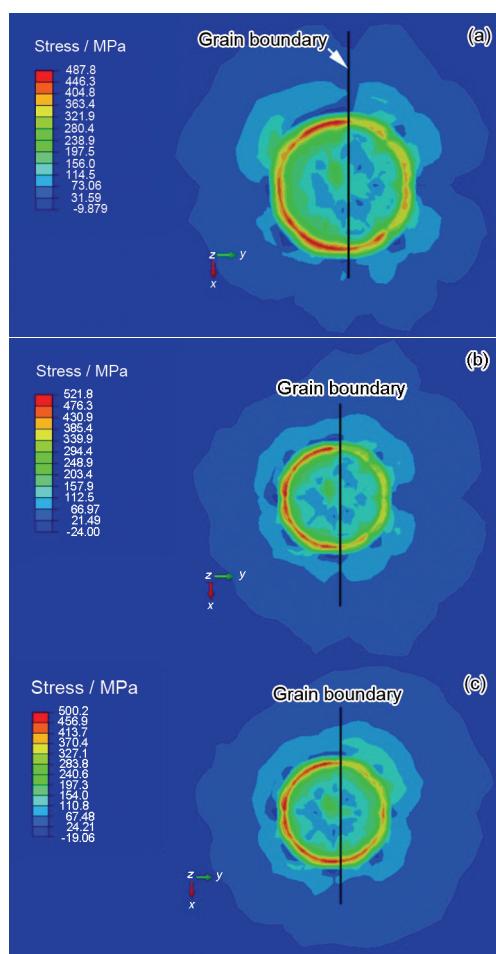 (a)
Grain boundary
Stress / MPa
487.8
446.3
404.8
363.4
321.9
280.4
238.9
197.5
156.0
114.5
73.06
31.59
-9.879
z y
x
(b)
Stress / MPa
Grain boundary
521.8
476.3
430.9
385.4
339.9
294.4
248.9
203.4
157.9
112.5
66.97
21.49
-24.00
z y
x
(c)
Stress / MPa
Grain boundary
500.2
456.9
413.7
370.4
327.1
283.8
240.6
197.3
154.0
110.8
67.48
24.21
-19.06
z y
x